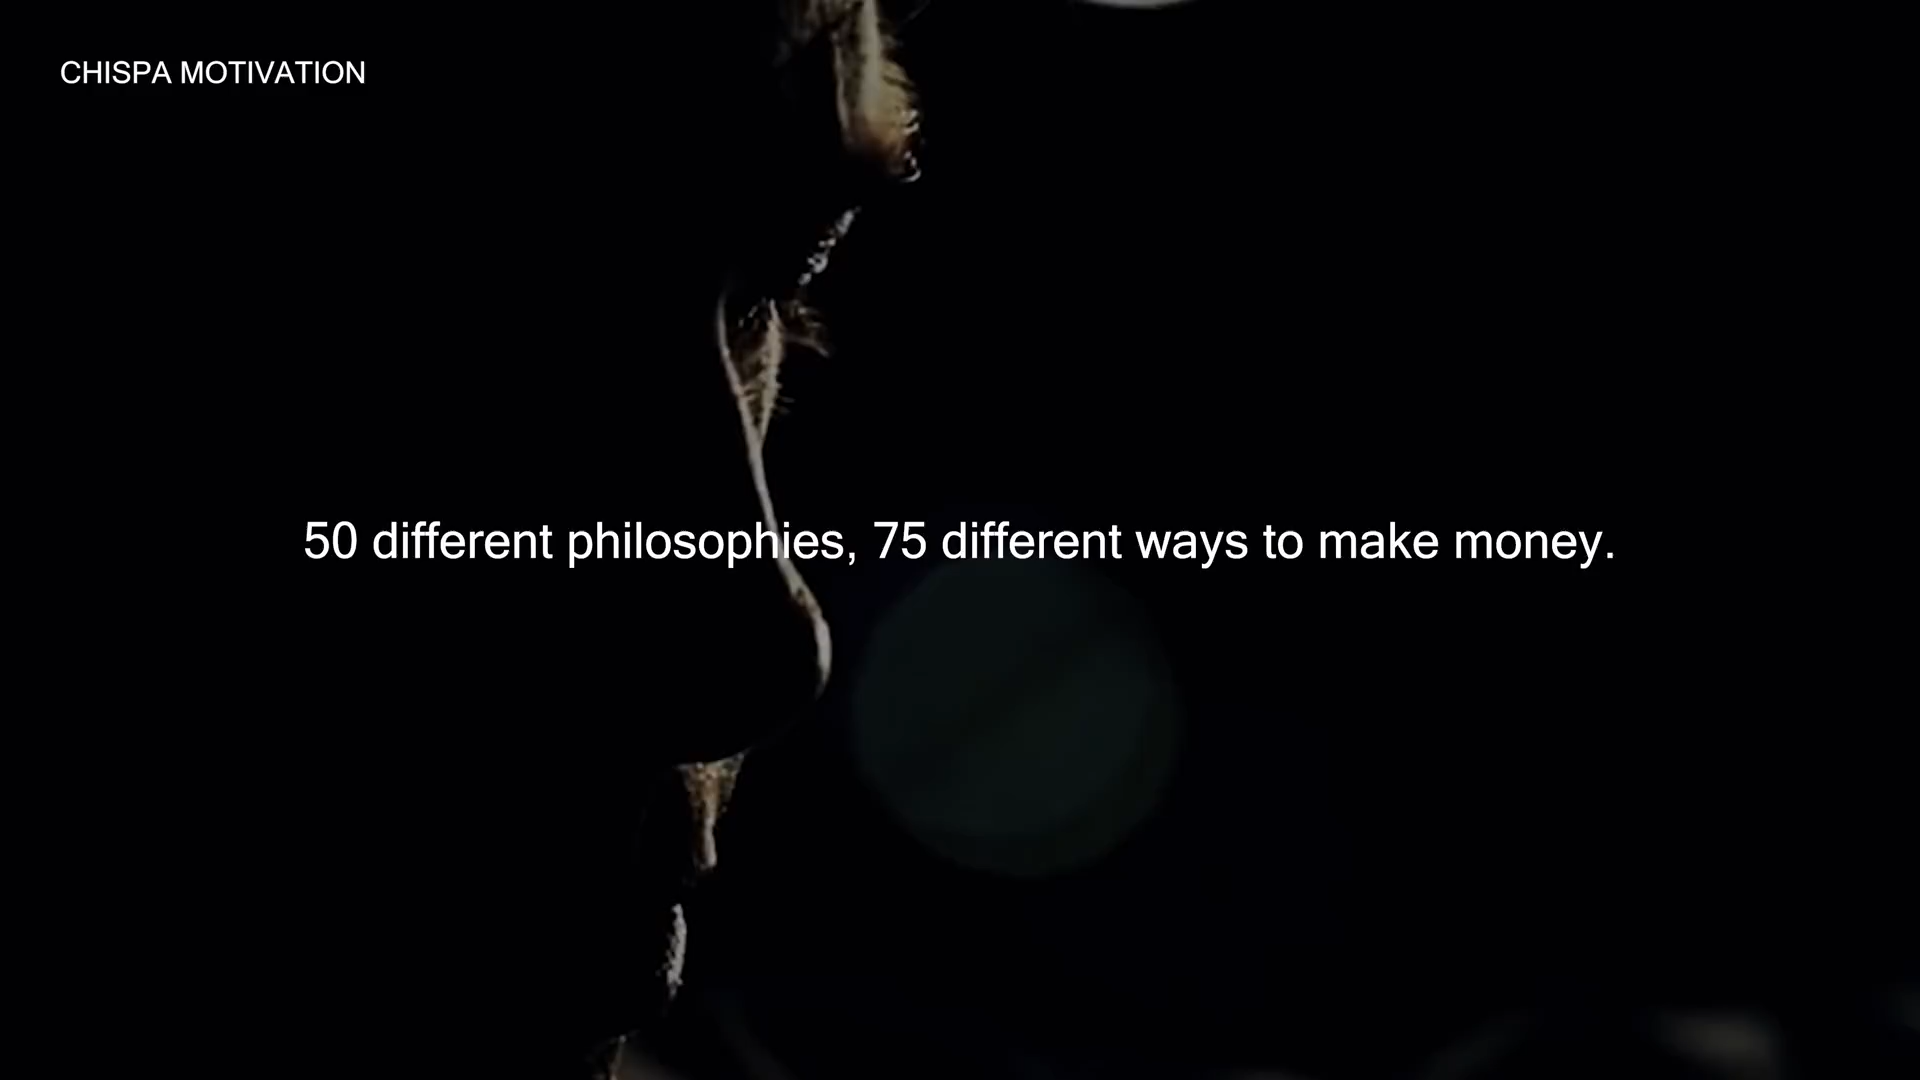 CHISPA MOTIVATION
50 different philosophies, 75 different ways to make money.